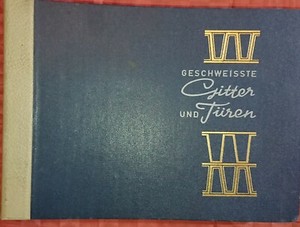 GESCHWEISSTE
Gitter
UND Türen